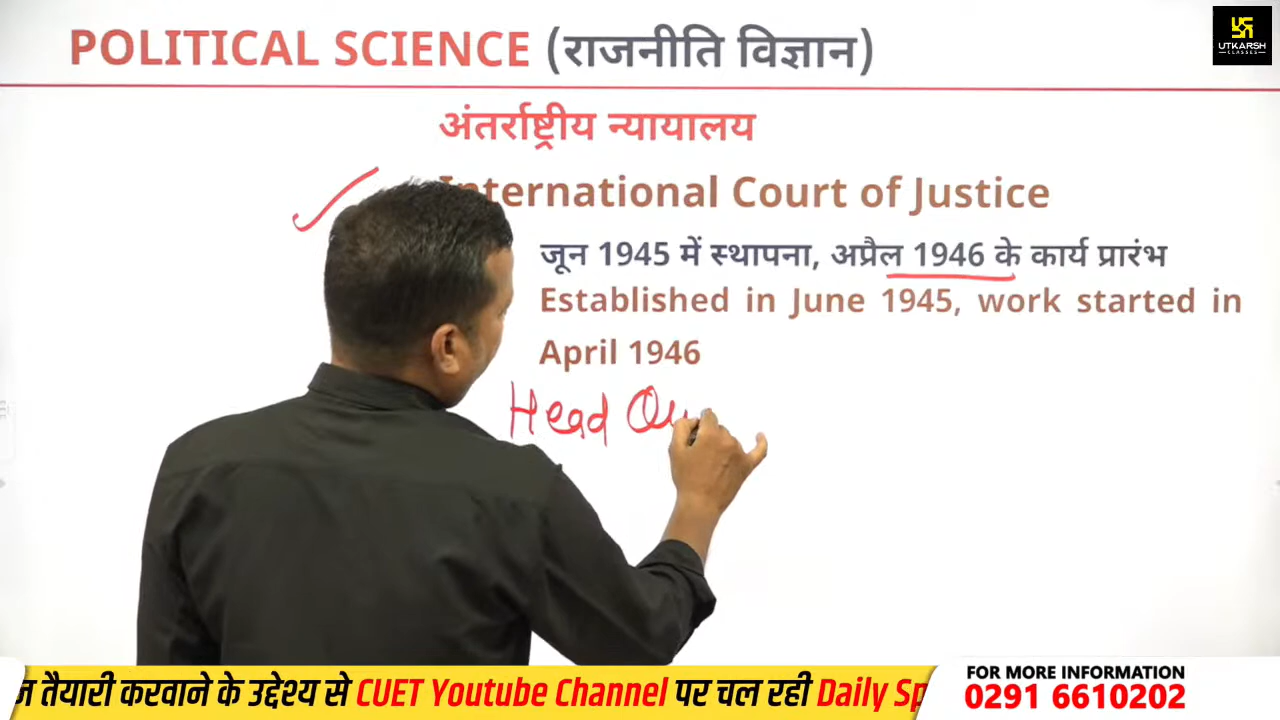 POLITICAL SCIENCE (राजनीति विज्ञान)
UTKARSH
CLASSES
अंतर्राष्ट्रीय न्यायालय
International Court of Justice
जून 1945 में स्थापना, अप्रैल 1946 के कार्य प्रारंभ
Established in June 1945, work started in
April 1946
Head
तैयारी करवाने के उद्देश्य से CUET Youtube Channel पर चल रही Daily
FOR MORE INFORMATION
0291 6610202